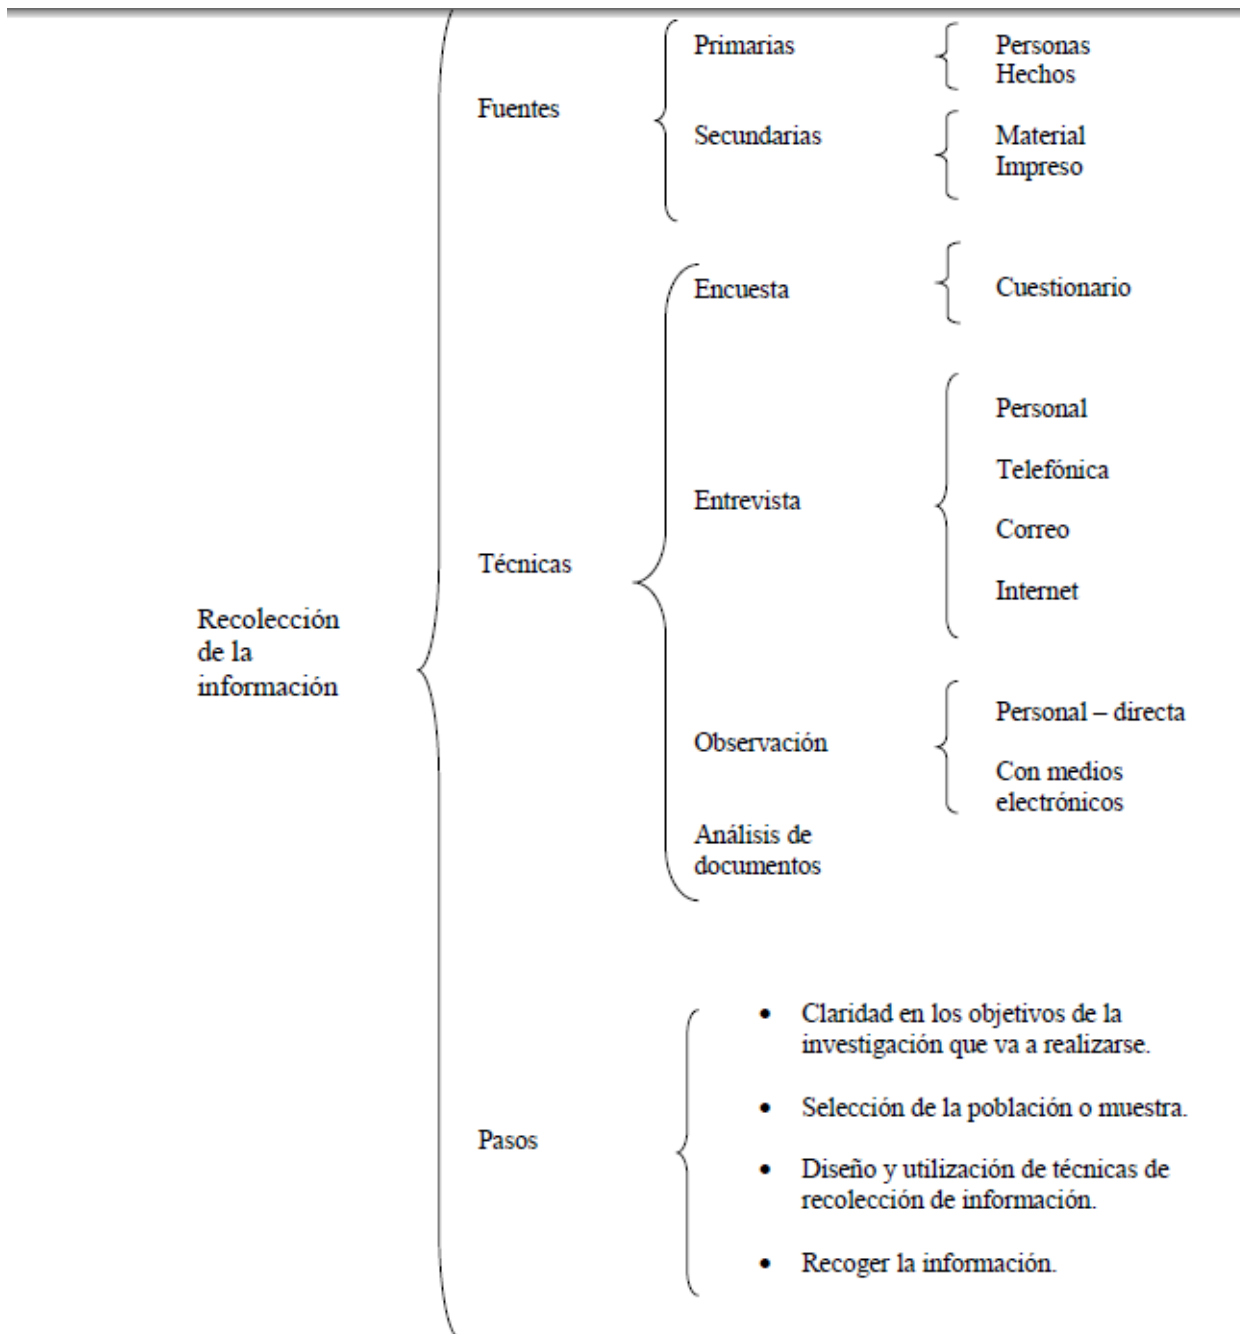 Recolección
de la
información
Fuentes
Primarias
Personas
Hechos
Secundarias
Material
Impreso
Técnicas
Encuesta
Cuestionario
Entrevista
Personal
Telefónica
Correo
Internet
Observación
Personal – directa
Con medios
electrónicos
Análisis de
documentos
Pasos
• Claridad en los objetivos de la
investigación que va a realizarse.
• Selección de la población o muestra.
• Diseño y utilización de técnicas de
recolección de información.
• Recoger la información.